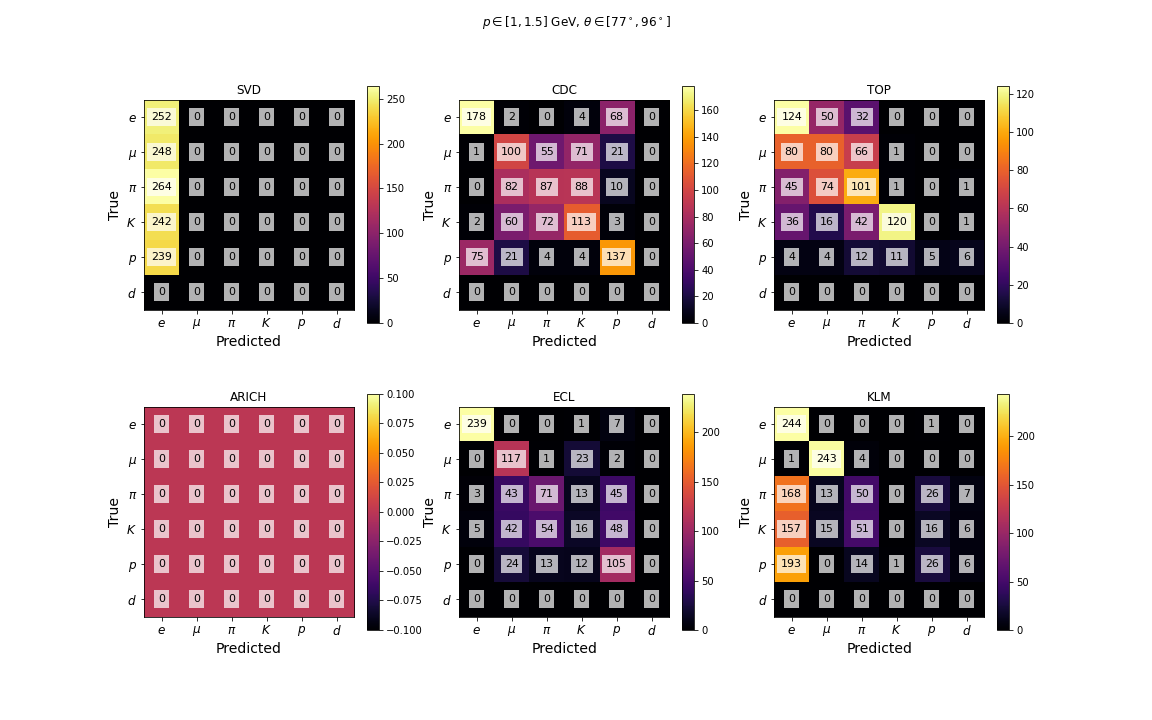 p ∈ [1, 1.5] GeV, θ ∈ [77°, 96°]
SVD
True
e 252 0 0 0 0 0
μ 248 0 0 0 0 0
π 264 0 0 0 0 0
K 242 0 0 0 0 0
p 239 0 0 0 0 0
d 0 0 0 0 0 0
e μ π K p d
Predicted
250
200
150
100
50
0
CDC
True
e 178 2 0 4 68 0
μ 1 100 55 71 21 0
π 0 82 87 88 10 0
K 2 60 72 113 3 0
p 75 21 4 4 137 0
d 0 0 0 0 0 0
e μ π K p d
Predicted
160
140
120
100
80
60
40
20
0
TOP
True
e 124 50 32 0 0 0
μ 80 80 66 1 0 0
π 45 74 101 1 0 1
K 36 16 42 120 0 1
p 4 4 12 11 5 6
d 0 0 0 0 0 0
e μ π K p d
Predicted
120
100
80
60
40
20
0
ARICH
True
e 0 0 0 0 0 0
μ 0 0 0 0 0 0
π 0 0 0 0 0 0
K 0 0 0 0 0 0
p 0 0 0 0 0 0
d 0 0 0 0 0 0
e μ π K p d
Predicted
0.100
0.075
0.050
0.025
0.000
−0.025
−0.050
−0.075
−0.100
ECL
True
e 239 0 0 1 7 0
μ 0 117 1 23 2 0
π 3 43 71 13 45 0
K 5 42 54 16 48 0
p 0 24 13 12 105 0
d 0 0 0 0 0 0
e μ π K p d
Predicted
200
150
100
50
0
KLM
True
e 244 0 0 0 1 0
μ 1 243 4 0 0 0
π 168 13 50 0 26 7
K 157 15 51 0 16 6
p 193 0 14 1 26 6
d 0 0 0 0 0 0
e μ π K p d
Predicted
200
150
100
50
0